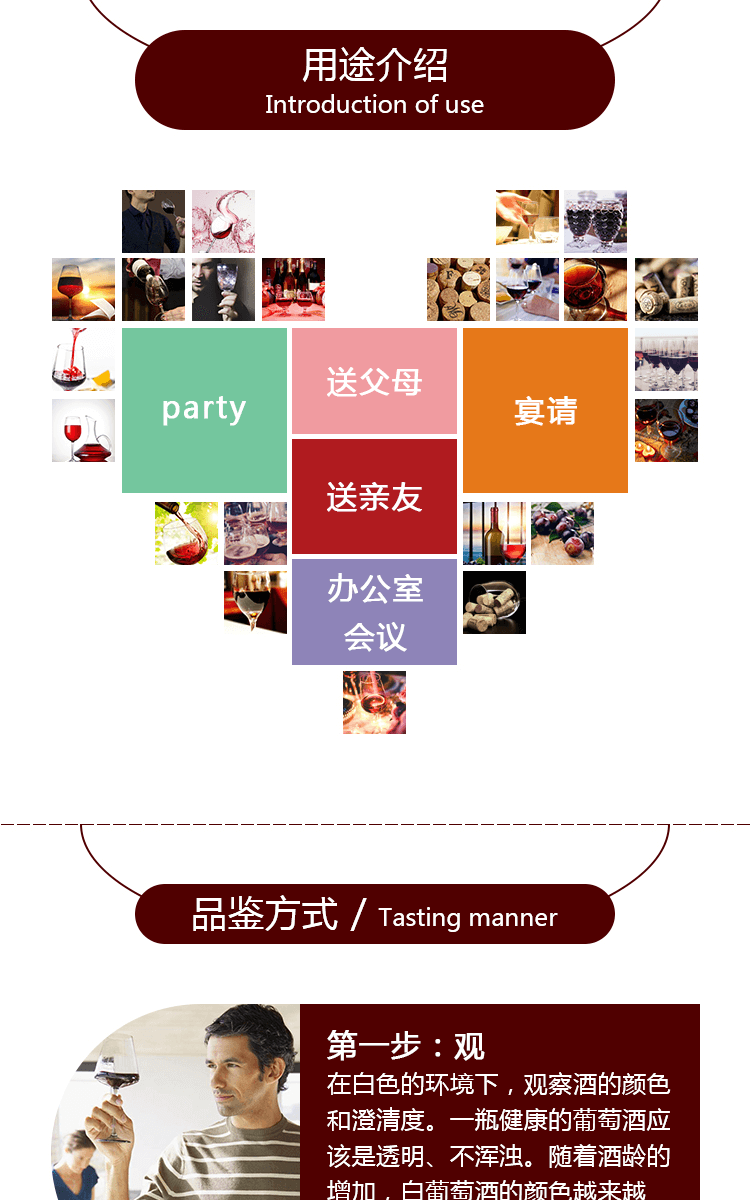 用途介绍
Introduction of use
party
送父母
宴请
送亲友
办公室
会议
品鉴方式 / Tasting manner
第一步：观
在白色的环境下，观察酒的颜色
和澄清度。一瓶健康的葡萄酒应
该是透明、不浑浊。随着酒龄的
增加，白葡萄酒的颜色越来越